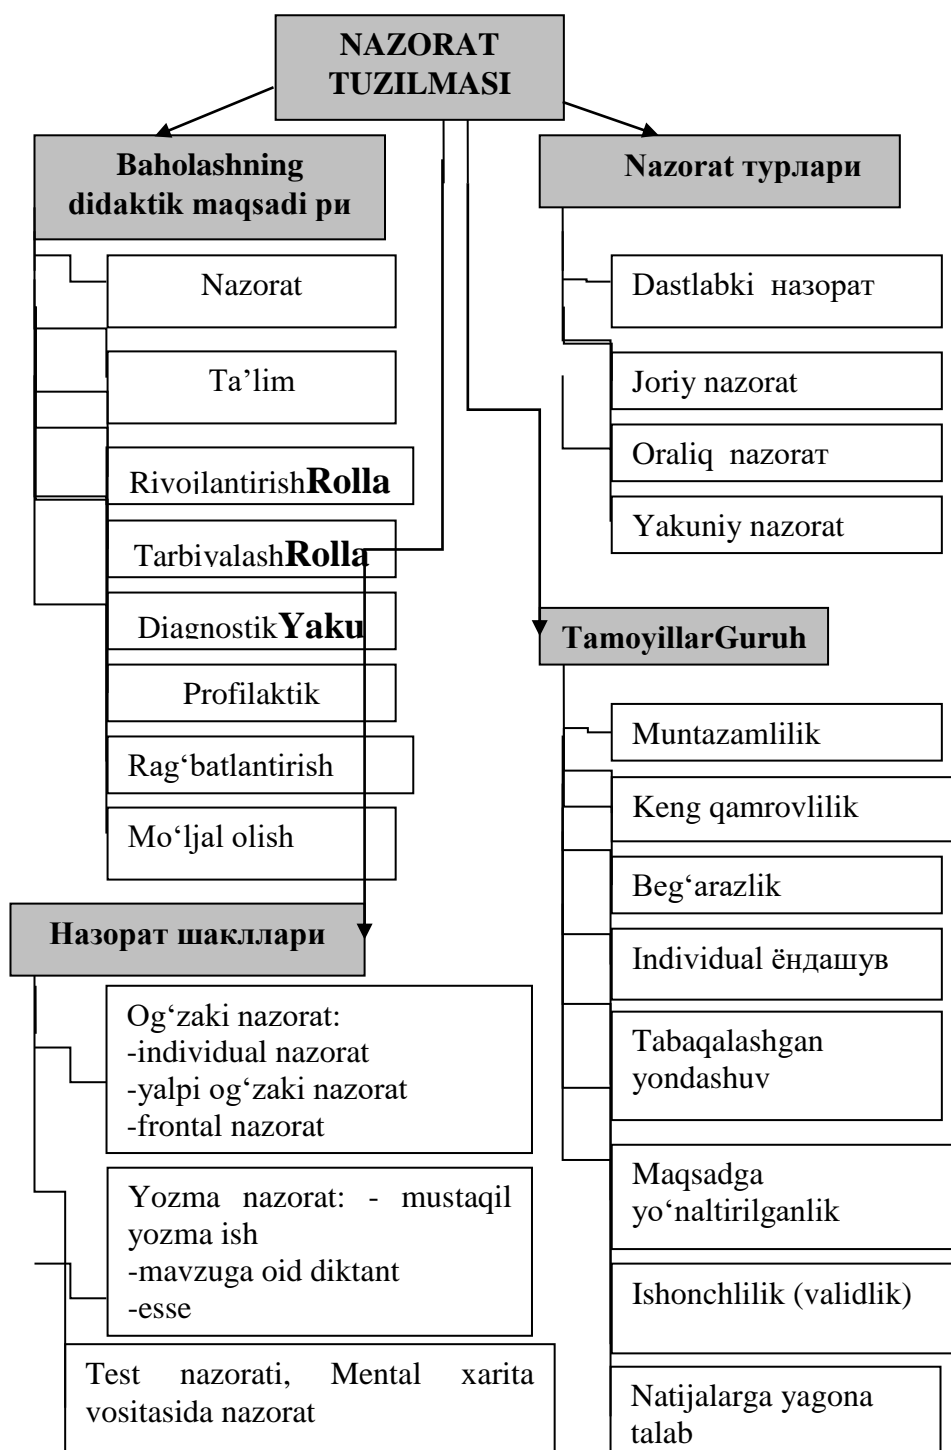 NAZORAT
TUZILMASI
Baholashning
didaktik maqsadi ри
Nazorat
Ta’lim
RivojlantirishRolla
TarbiyalashRolla
DiagnostikYaku
Profilaktik
Rag‘batlantirish
Mo‘ljal olish
Nazorat турлари
Dastlabki назорат
Joriy nazorat
Oraliq nazoraт
Yakuniy nazorat
TamoyillarGuruh
Muntazamlilik
Keng qamrovlilik
Beg‘arazlik
Individual ёндашув
Tabaqalashgan
yondashuv
Maqsadga
yo‘naltirilganlik
Ishonchlilik (validlik)
Natijalarga yagona
talab
Назорат шакллари
Og‘zaki nazorat:
-individual nazorat
-yalpi og‘zaki nazorat
-frontal nazorat
Yozma nazorat: - mustaqil
yozma ish
-mavzuga oid diktant
-esse
Test nazorati, Mental xarita
vositasida nazorat